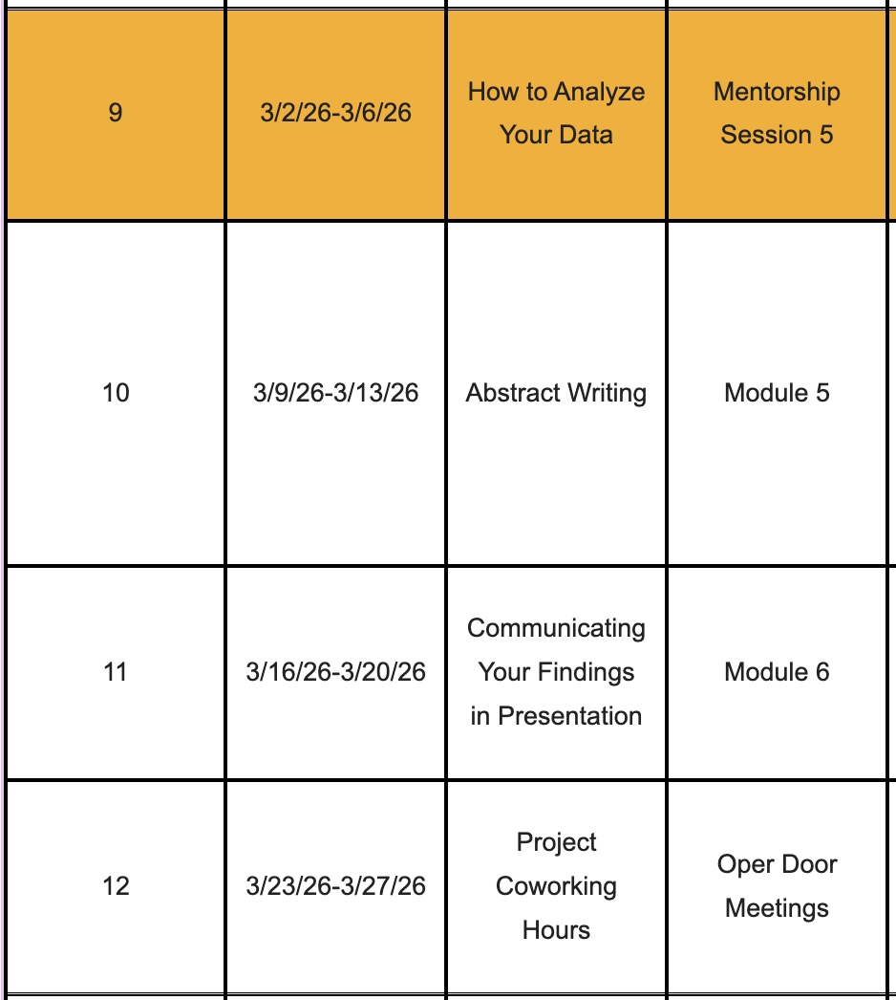 9
3/2/26-3/6/26
How to Analyze
Your Data
Mentorship
Session 5
10
3/9/26-3/13/26
Abstract Writing
Module 5
11
3/16/26-3/20/26
Communicating
Your Findings
in Presentation
Module 6
12
3/23/26-3/27/26
Project
Coworking
Hours
Oper Door
Meetings